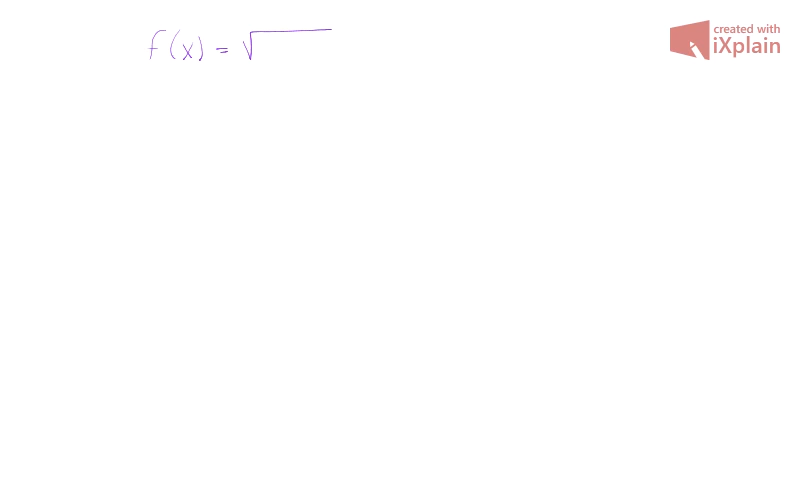 f(x) = √
created with
iXplain